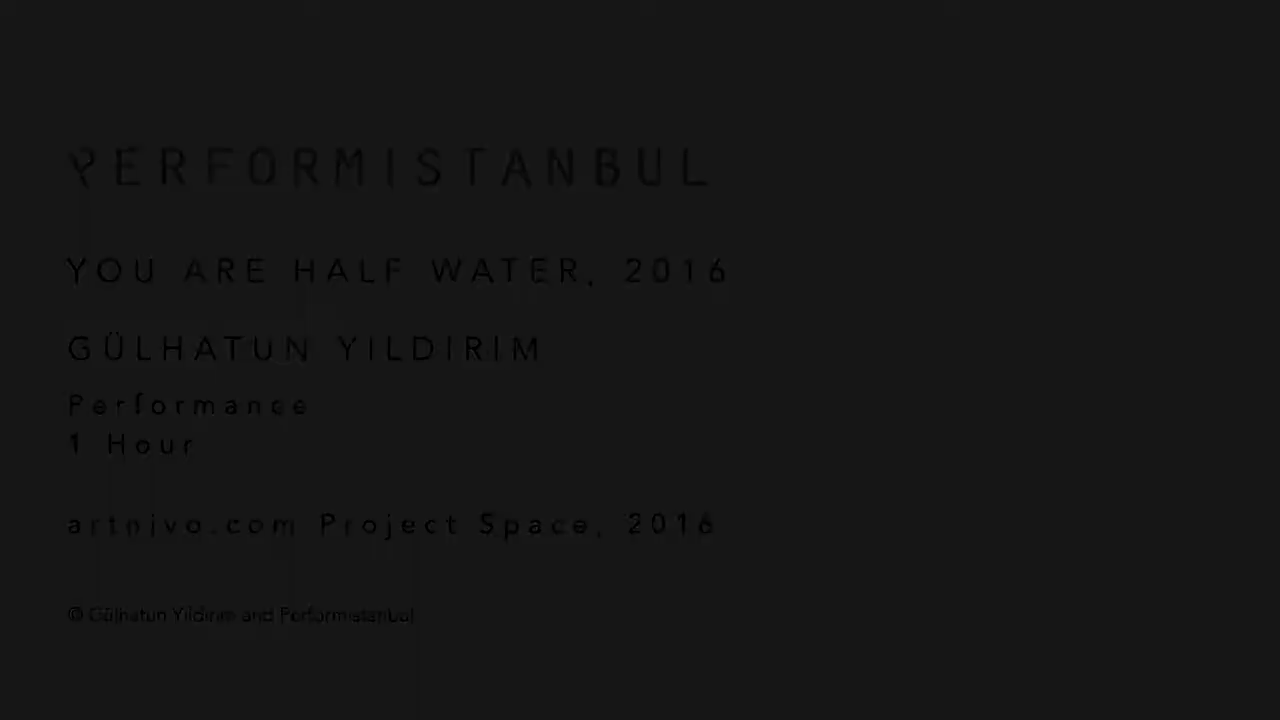 PERFORMISTANBUL
YOU ARE HALF WATER, 2016
GÜLHATUN YILDIRIM
Performance
1 Hour
artnivo.com Project Space, 2016
© Gülhatun Yıldırım and Performistanbul